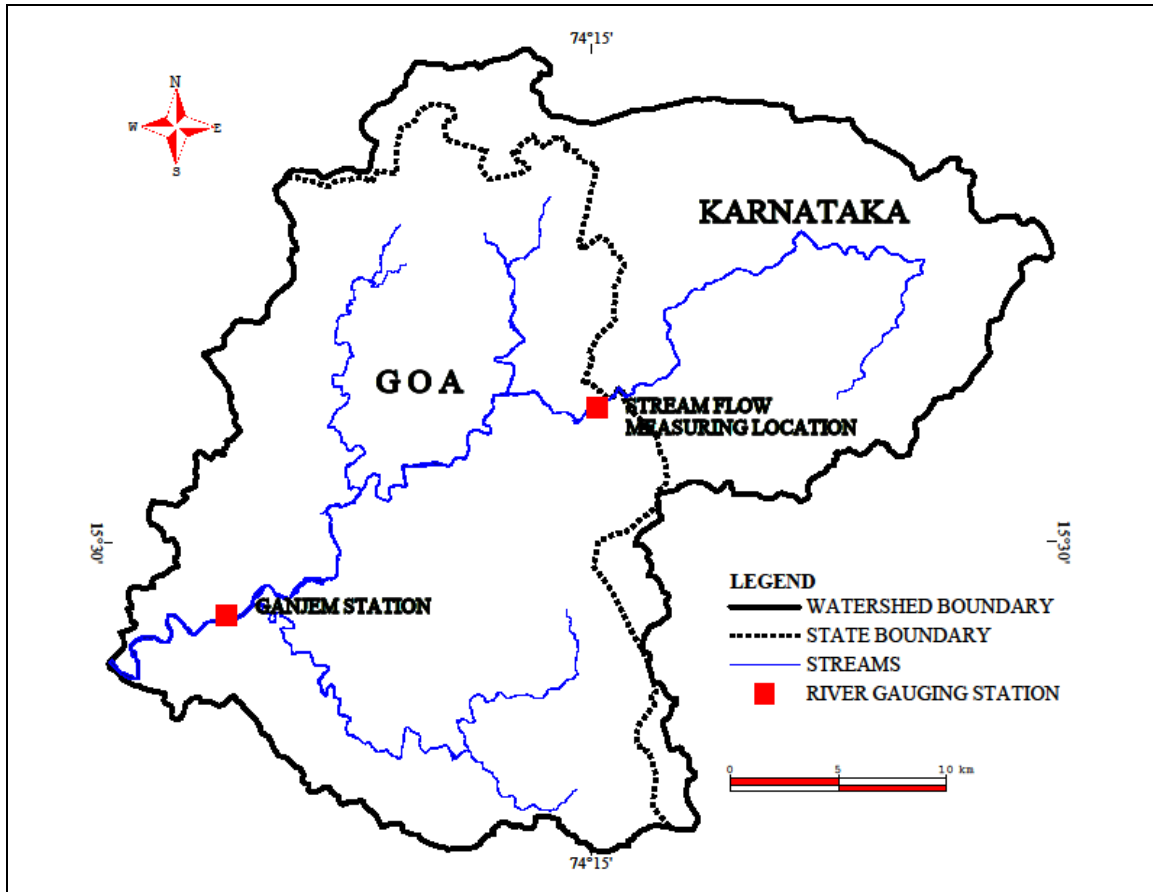 74°15'
N
W E
S
KARNATAKA
GOA
STREAM FLOW
MEASURING LOCATION
15°30'
15°30'
LEGEND
WATERSHED BOUNDARY
GANJEM STATION
STATE BOUNDARY
STREAMS
RIVER GAUGING STATION
0 5 10 km
74°15'